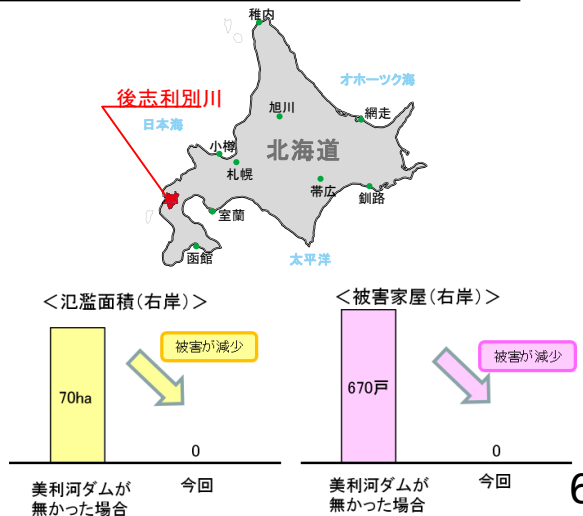 稚内
オホーツク海
後志利別川
旭川
網走
日本海
小樽
北海道
札幌
帯広
釧路
室蘭
函館
太平洋
＜氾濫面積（右岸）＞
被害が減少
70ha
0
美利河ダムが
無かった場合
今回
＜被害家屋（右岸）＞
被害が減少
670戸
0
美利河ダムが
無かった場合
今回
6